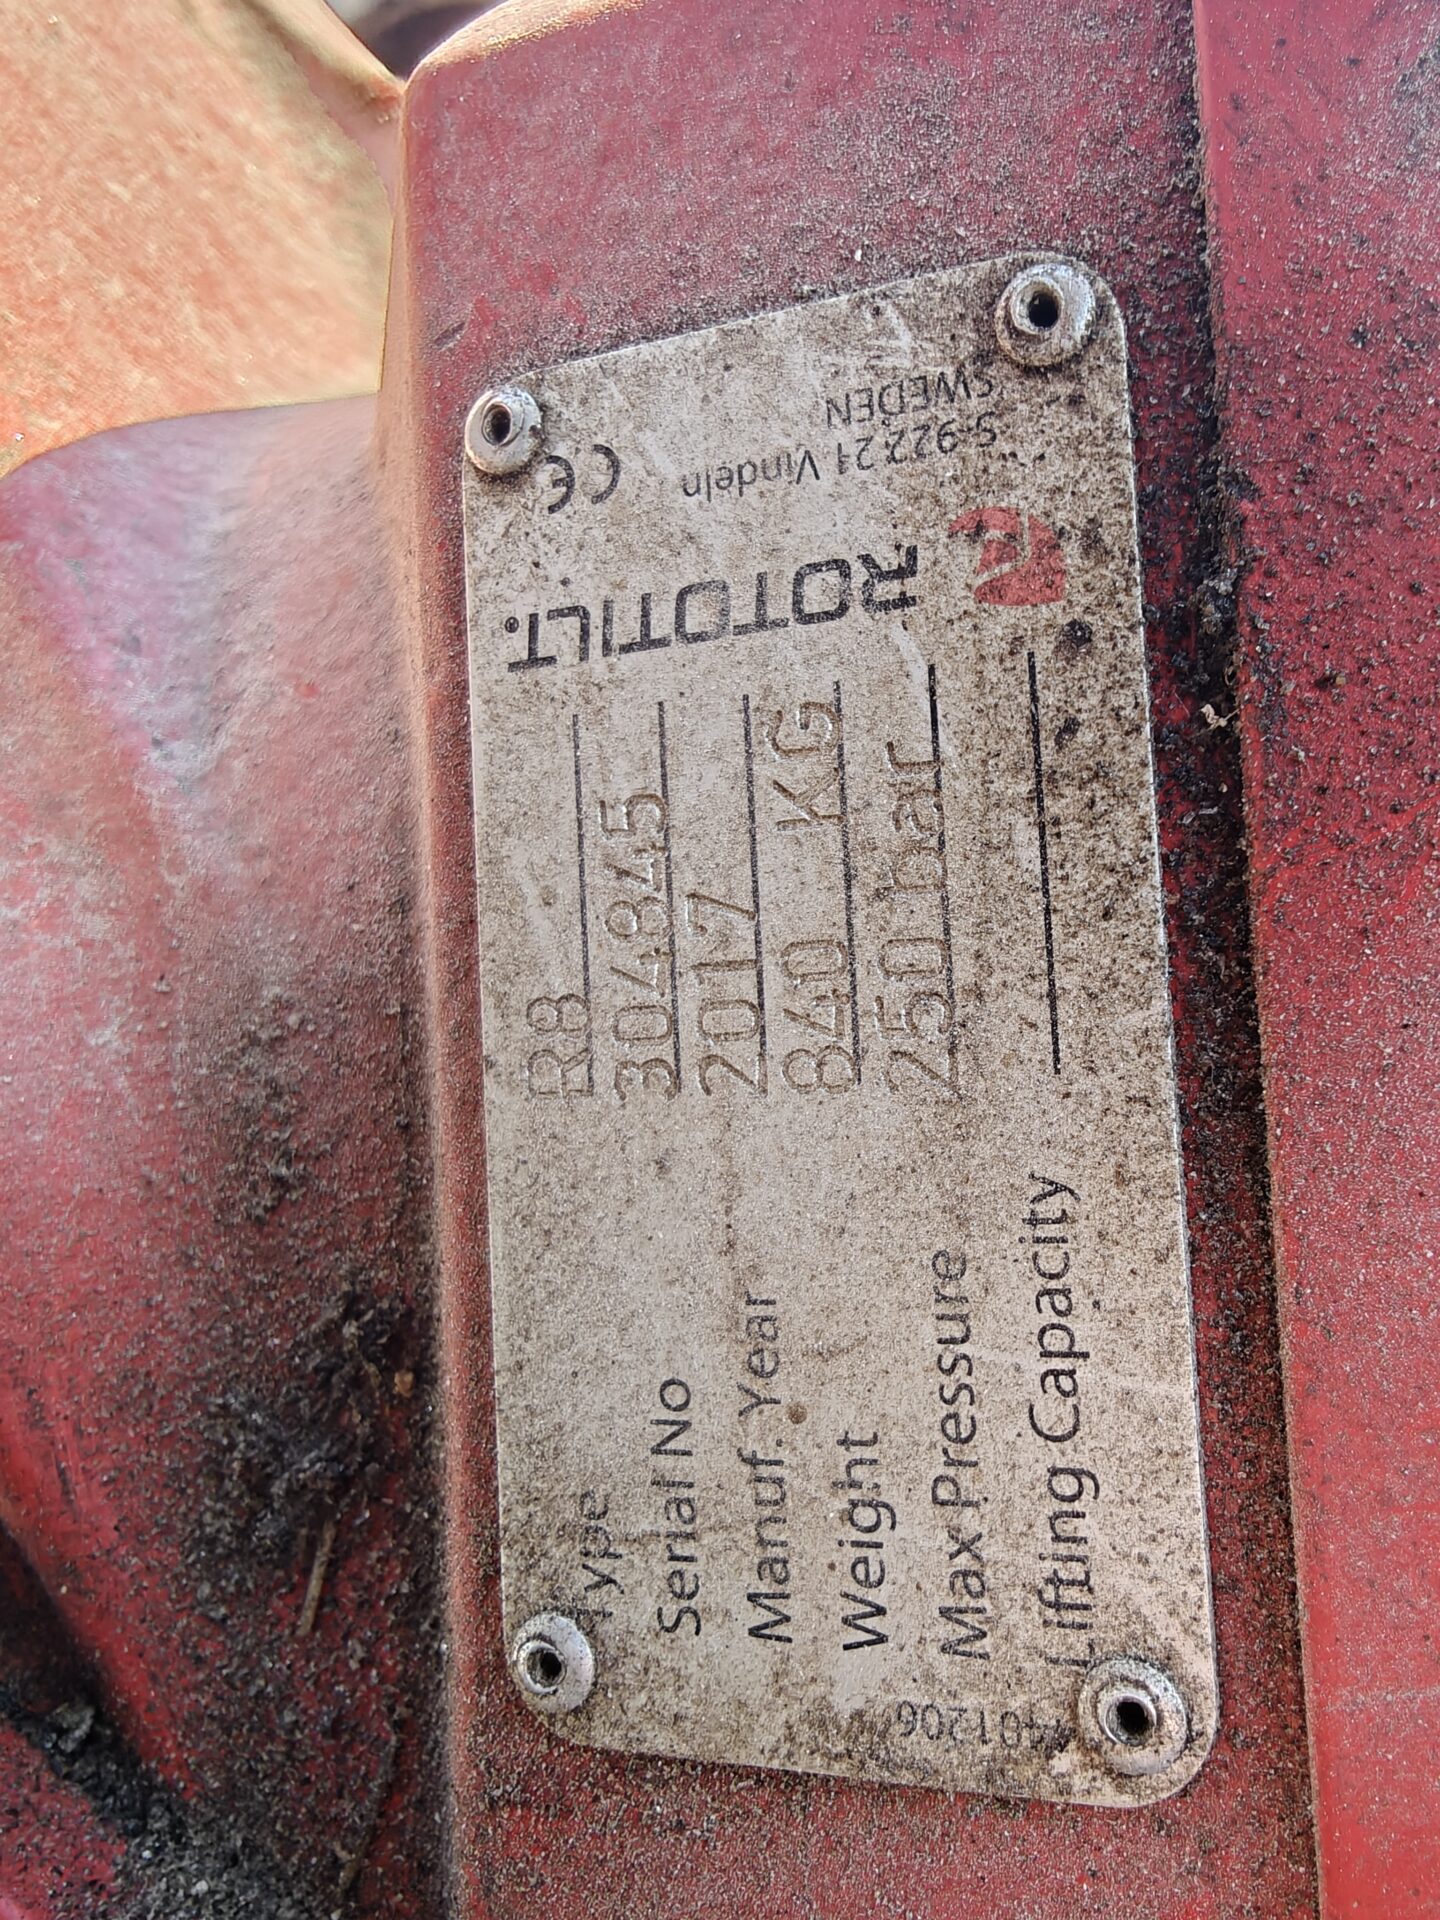 Type R8
Serial No 304845
Manuf. Year 2017
Weight 840 KG
Max Pressure 250 bar
Lifting Capacity
ROTOTILT.
S-922 21 Vindeln
SWEDEN
CE
4401206